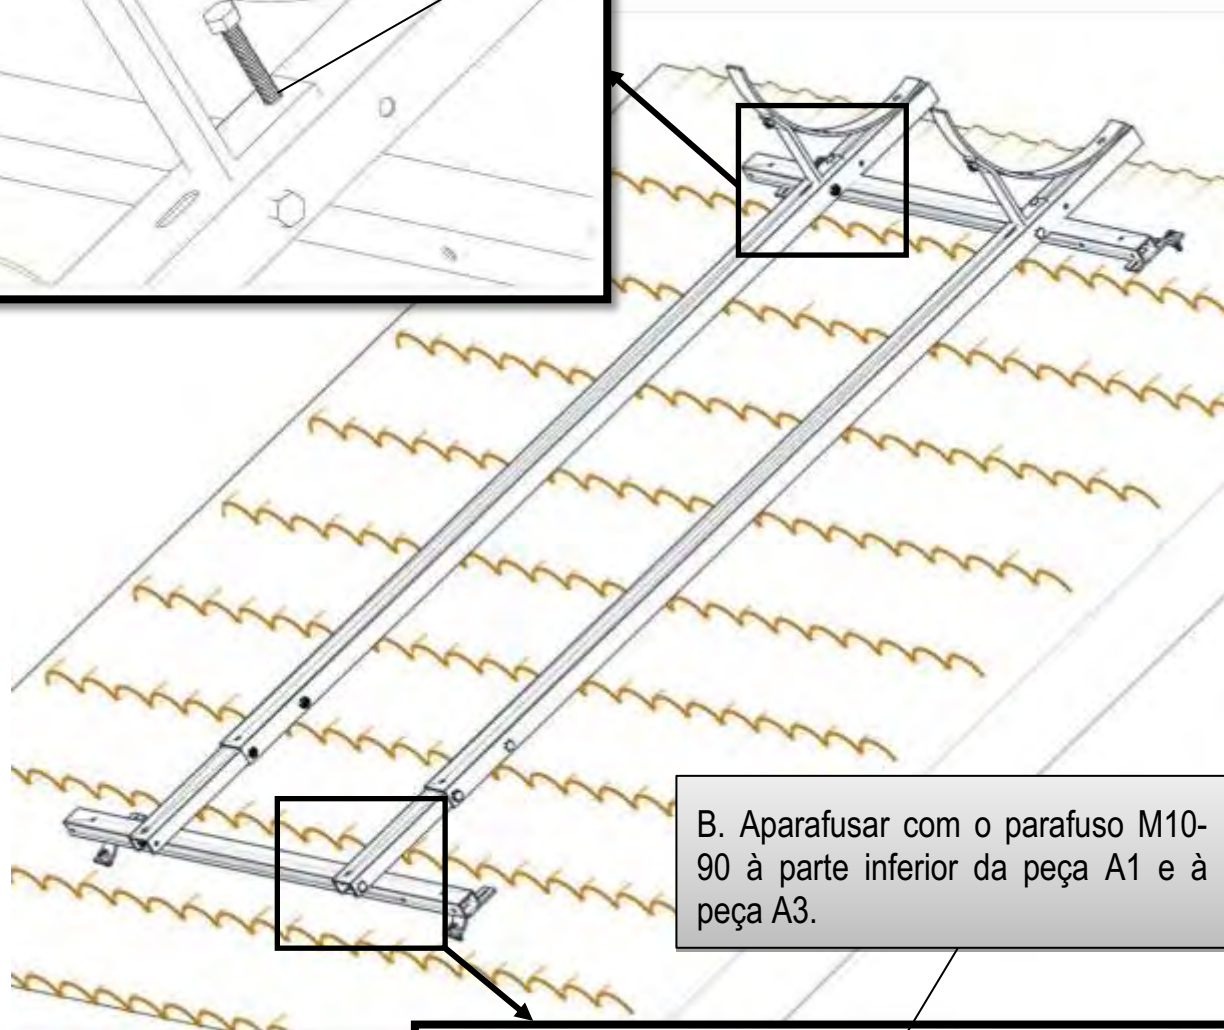 B. Aparafusar com o parafuso M10-
90 à parte inferior da peça A1 e à
peça A3.